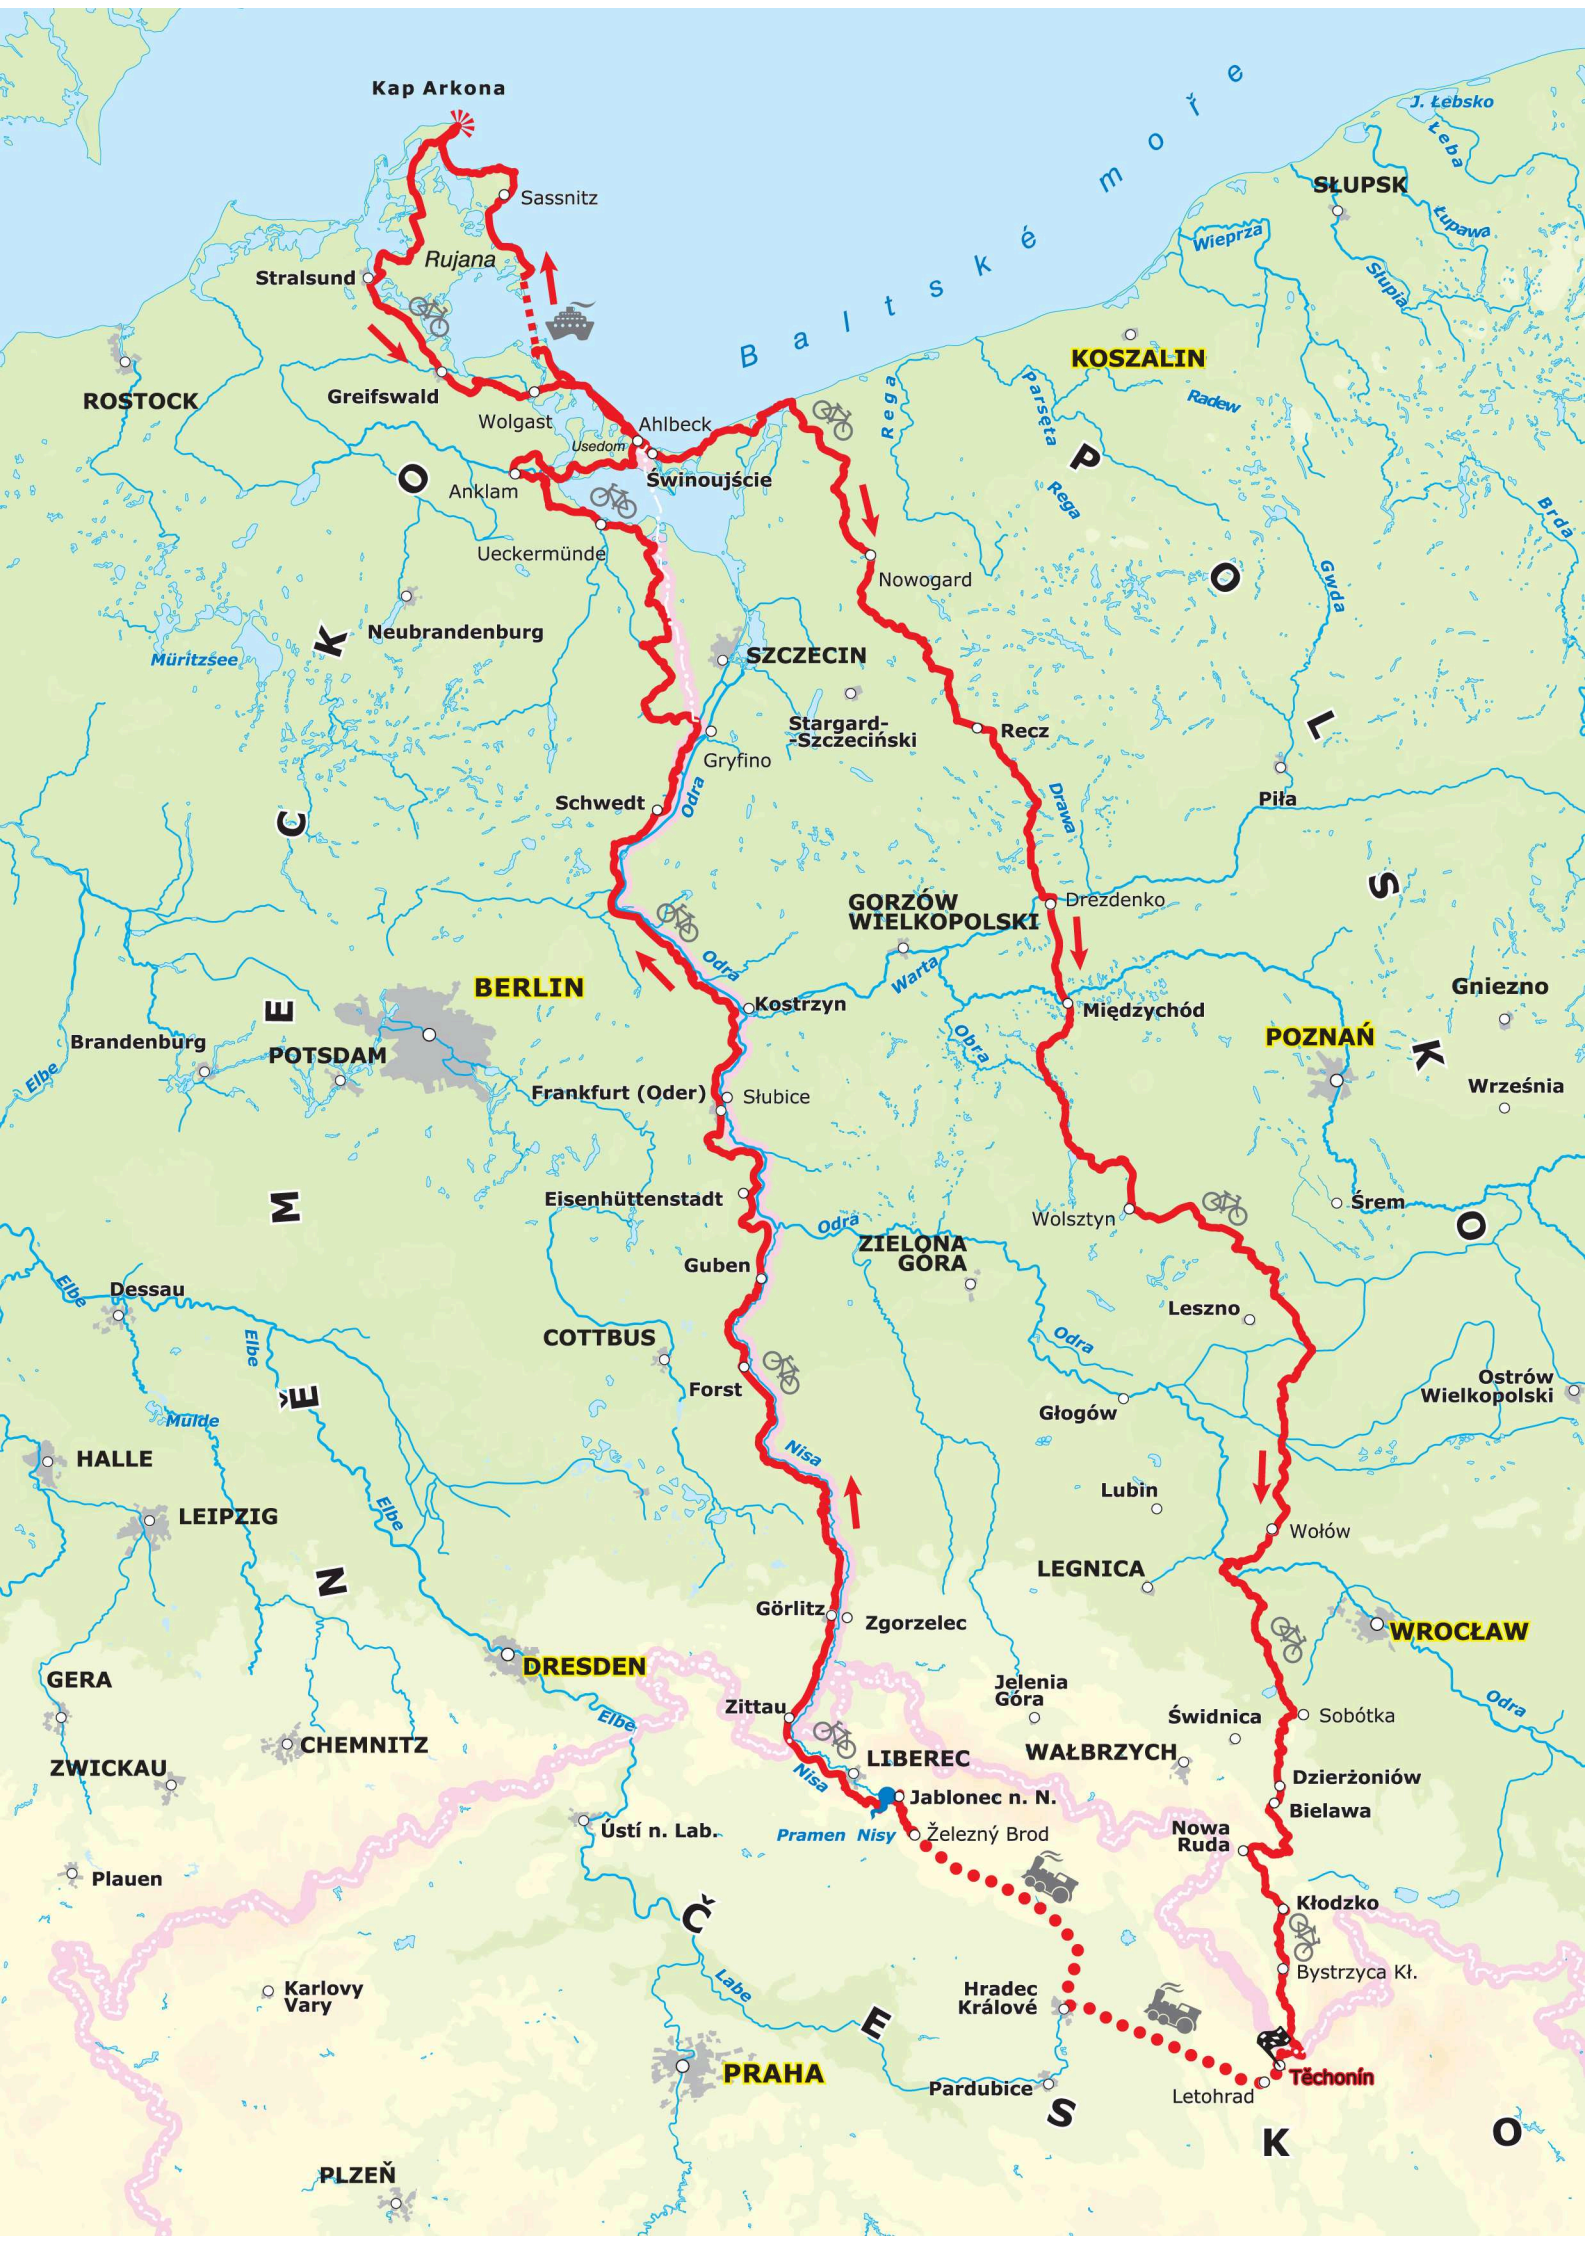 Kap Arkona
Sassnitz
Rujana
Stralsund
Greifswald
Wolgast
Usedom
Ahlbeck
Świnoujście
Anklam
Ueckermünde
ROSTOCK
Neubrandenburg
Müritzsee
Baltské moře
J. Łebsko
Łeba
SŁUPSK
Łupawa
Wieprza
Słupia
KOSZALIN
Rega
Parsęta
Radew
Rega
Brda
Gwda
POLSKO
NĚMECKO
Nowogard
SZCZECIN
Stargard-
-Szczeciński
Recz
Gryfino
Odra
Schwedt
Drawa
Piła
Drezdenko
GORZÓW
WIELKOPOLSKI
Odra
Warta
BERLIN
Kostrzyn
Międzychód
Gniezno
POZNAŃ
Brandenburg
POTSDAM
Obra
Elbe
Września
Frankfurt (Oder)
Słubice
Eisenhüttenstadt
Śrem
Wolsztyn
Odra
ZIELONA
GÓRA
Guben
Elbe
Dessau
Leszno
COTTBUS
Elbe
Odra
Forst
Ostrów
Wielkopolski
Głogów
Mulde
HALLE
Nisa
Lubin
LEIPZIG
Elbe
Wołów
LEGNICA
Görlitz
Zgorzelec
WROCŁAW
DRESDEN
GERA
Jelenia
Góra
Zittau
Odra
Elbe
Świdnica
Sobótka
CHEMNITZ
LIBEREC
WAŁBRZYCH
ZWICKAU
Nisa
Dzierżoniów
Jablonec n. N.
Bielawa
Ústí n. Lab.
Pramen Nisy
Železný Brod
Nowa
Ruda
Plauen
Kłodzko
Bystrzyca Kł.
Karlovy
Vary
Labe
Hradec
Králové
ČESKO
PRAHA
Těchonín
Pardubice
Letohrad
PLZEŇ